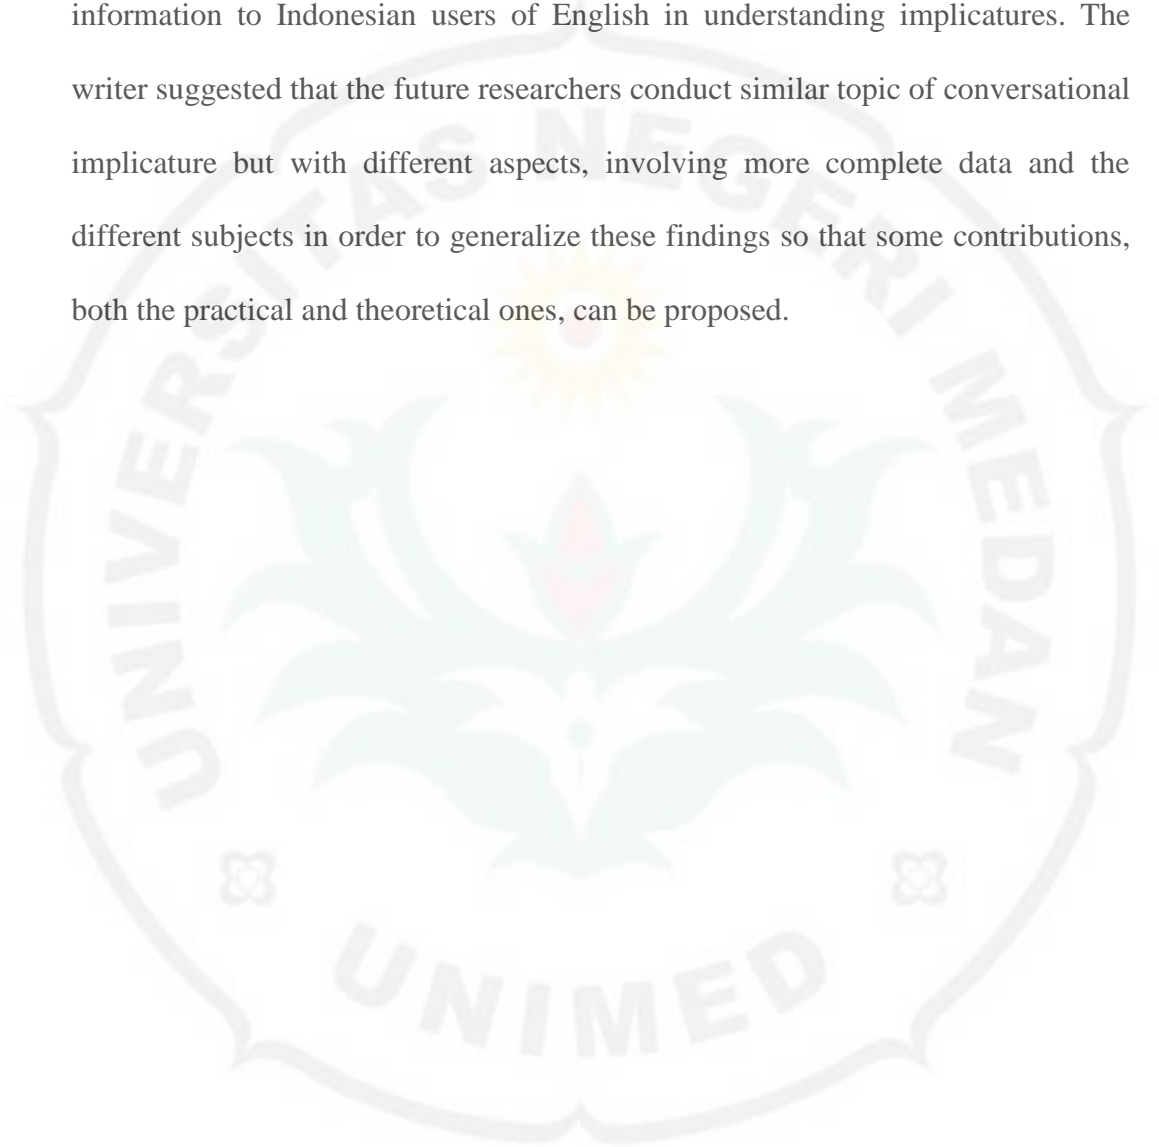 information to Indonesian users of English in understanding implicatures. The
writer suggested that the future researchers conduct similar topic of conversational
implicature but with different aspects, involving more complete data and the
different subjects in order to generalize these findings so that some contributions,
both the practical and theoretical ones, can be proposed.
UNIVERSITAS NEGERI MEDAN
UNIMED